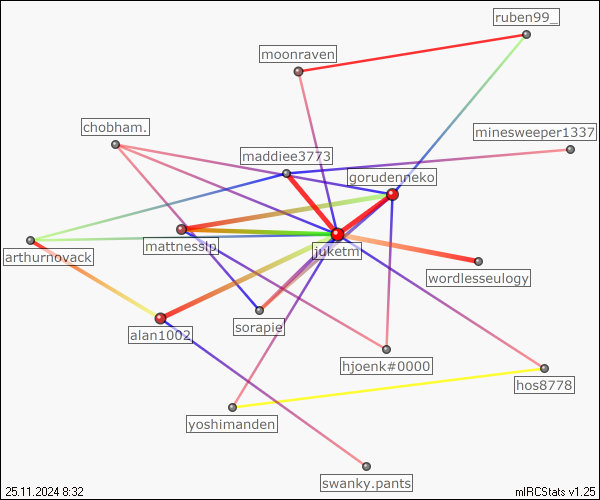 ruben99_
moonraven
chobham.
minesweeper1337
maddiee3773
gorudenneko
mattnesslp
juketmi
arthurnovack
wordlesseulogy
sorapie
alan1002
hjoenk#0000
hos8778
yoshimanden
swanky.pants
25.11.2024 8:32
mIRCStats v1.25